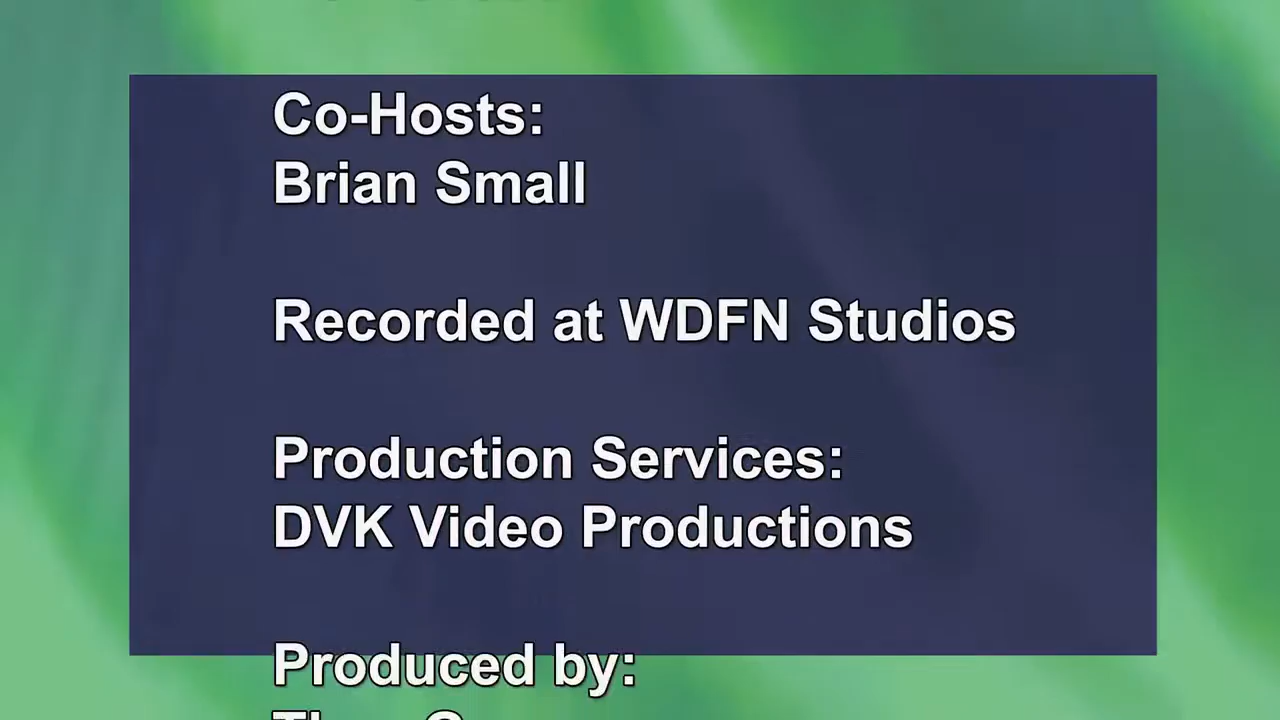 Co-Hosts:
Brian Small
Recorded at WDFN Studios
Production Services:
DVK Video Productions
Produced by: